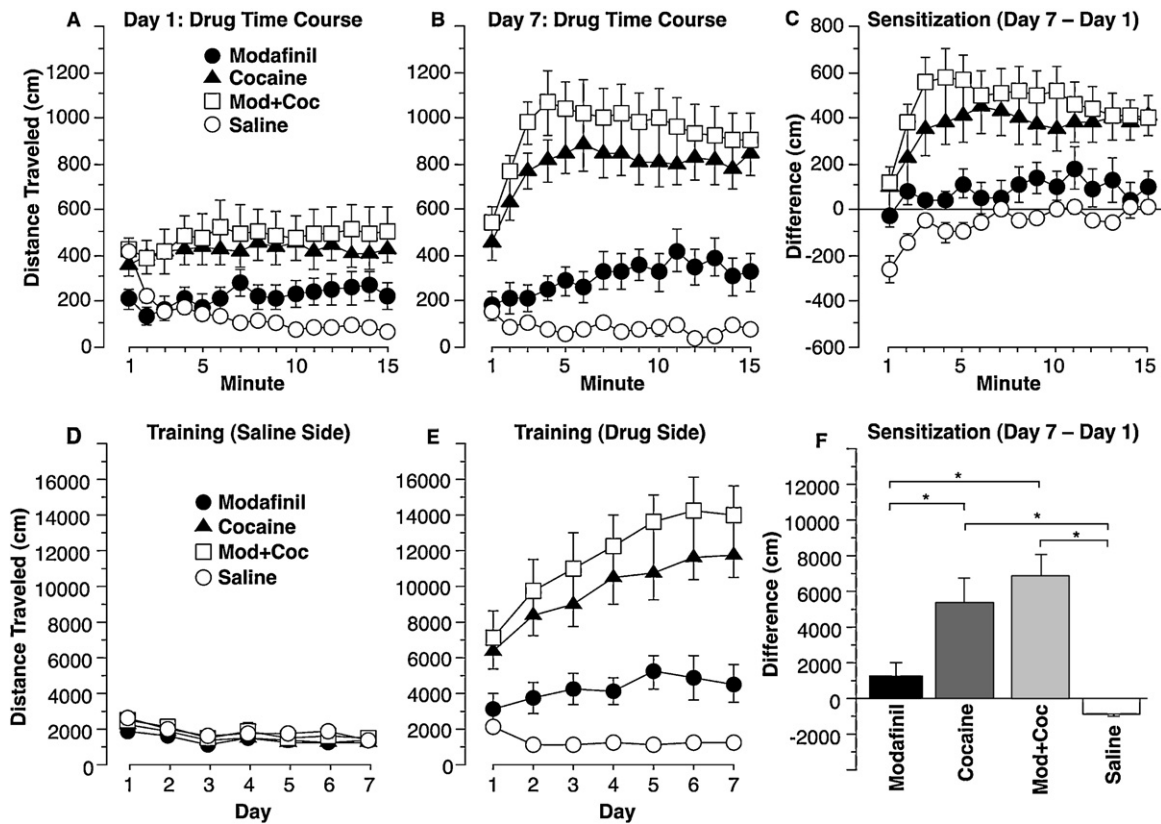 A Day 1: Drug Time Course
Modafinil
Cocaine
Mod+Coc
Saline
Distance Traveled (cm)
1200
1000
800
600
400
200
0
1 5 10 15
Minute
B Day 7: Drug Time Course
1200
1000
800
600
400
200
0
1 5 10 15
Minute
C Sensitization (Day 7 – Day 1)
Difference (cm)
800
600
400
200
0
-200
-400
-600
1 5 10 15
Minute
D Training (Saline Side)
Modafinil
Cocaine
Mod+Coc
Saline
Distance Traveled (cm)
16000
14000
12000
10000
8000
6000
4000
2000
0
1 2 3 4 5 6 7
Day
E Training (Drug Side)
16000
14000
12000
10000
8000
6000
4000
2000
0
1 2 3 4 5 6 7
Day
F Sensitization (Day 7 – Day 1)
Difference (cm)
12000
10000
8000
6000
4000
2000
0
-2000
-4000
*
*
*
*
Modafinil
Cocaine
Mod+Coc
Saline